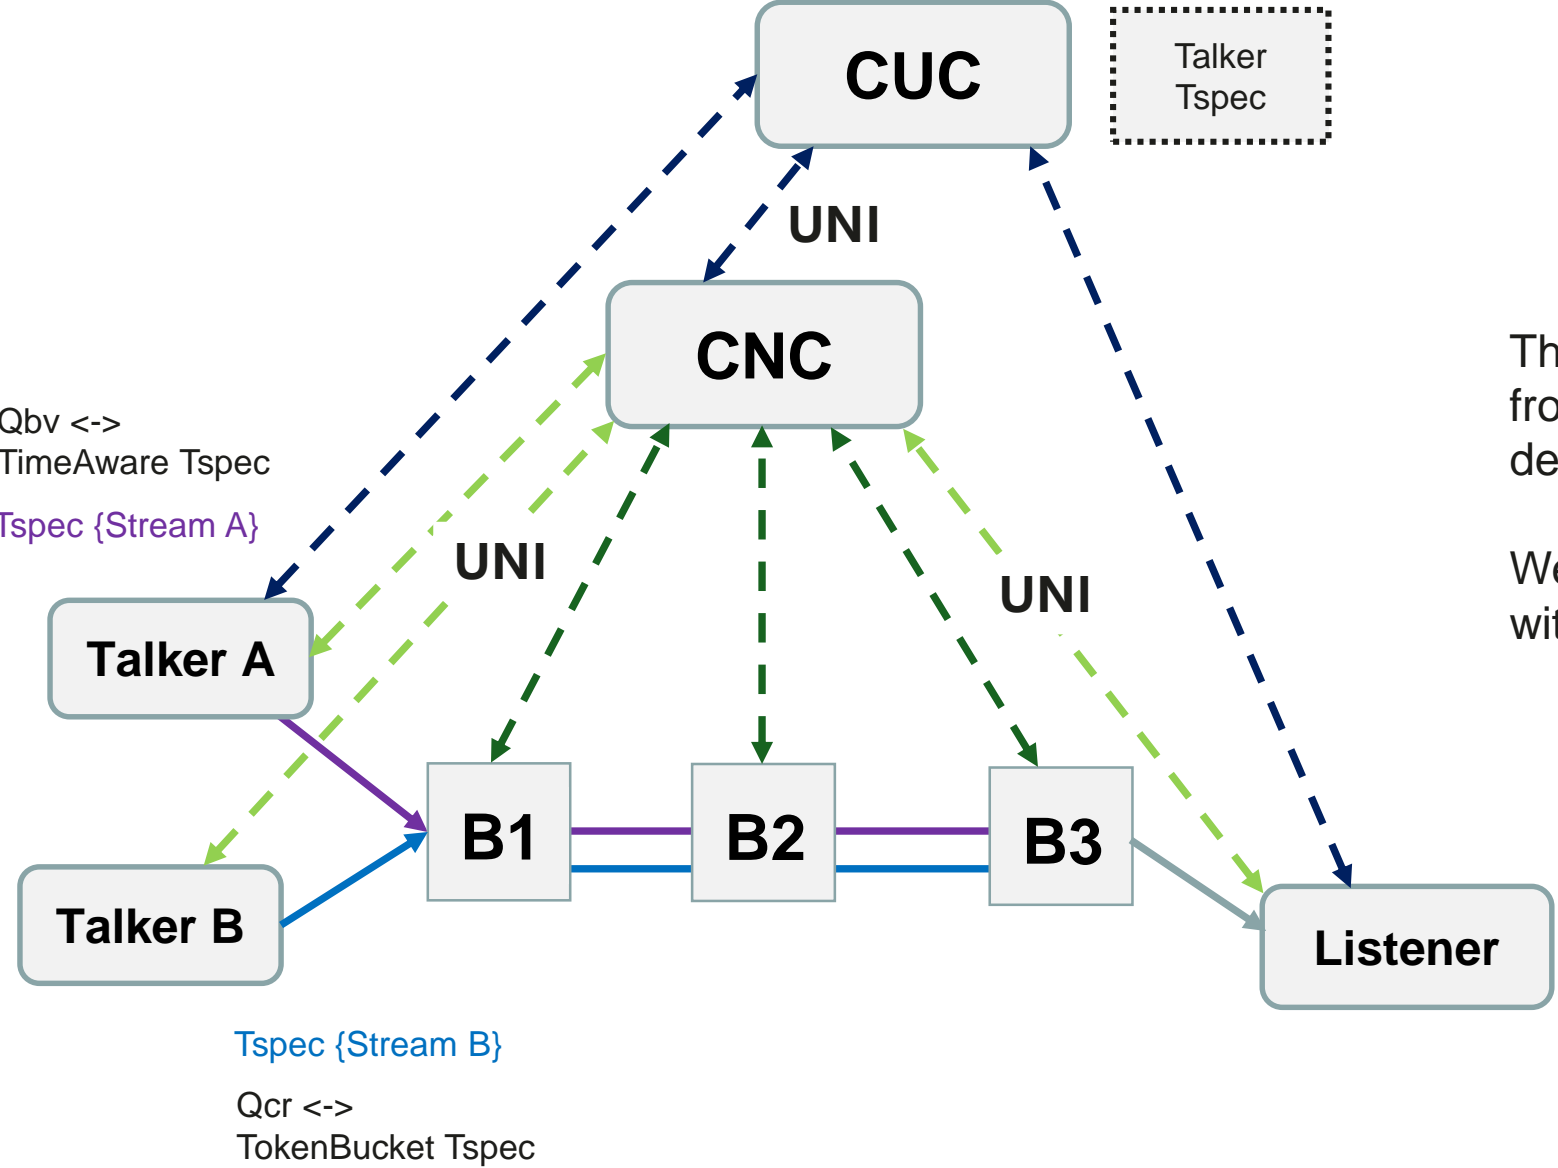 CUC
Talker
Tspec
UNI
CNC
Qbv <->
TimeAware Tspec
Tspec {Stream A}
UNI
UNI
Talker A
B1
B2
B3
Talker B
Listener
Tspec {Stream B}
Qcr <->
TokenBucket Tspec